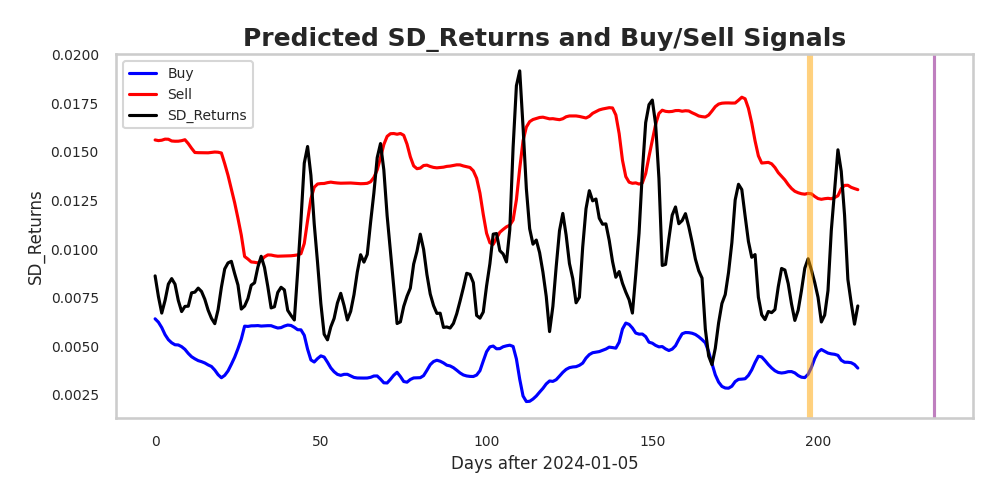 Predicted SD_Returns and Buy/Sell Signals
Buy
Sell
SD_Returns
SD_Returns
0.0200
0.0175
0.0150
0.0125
0.0100
0.0075
0.0050
0.0025
0 50 100 150 200
Days after 2024-01-05